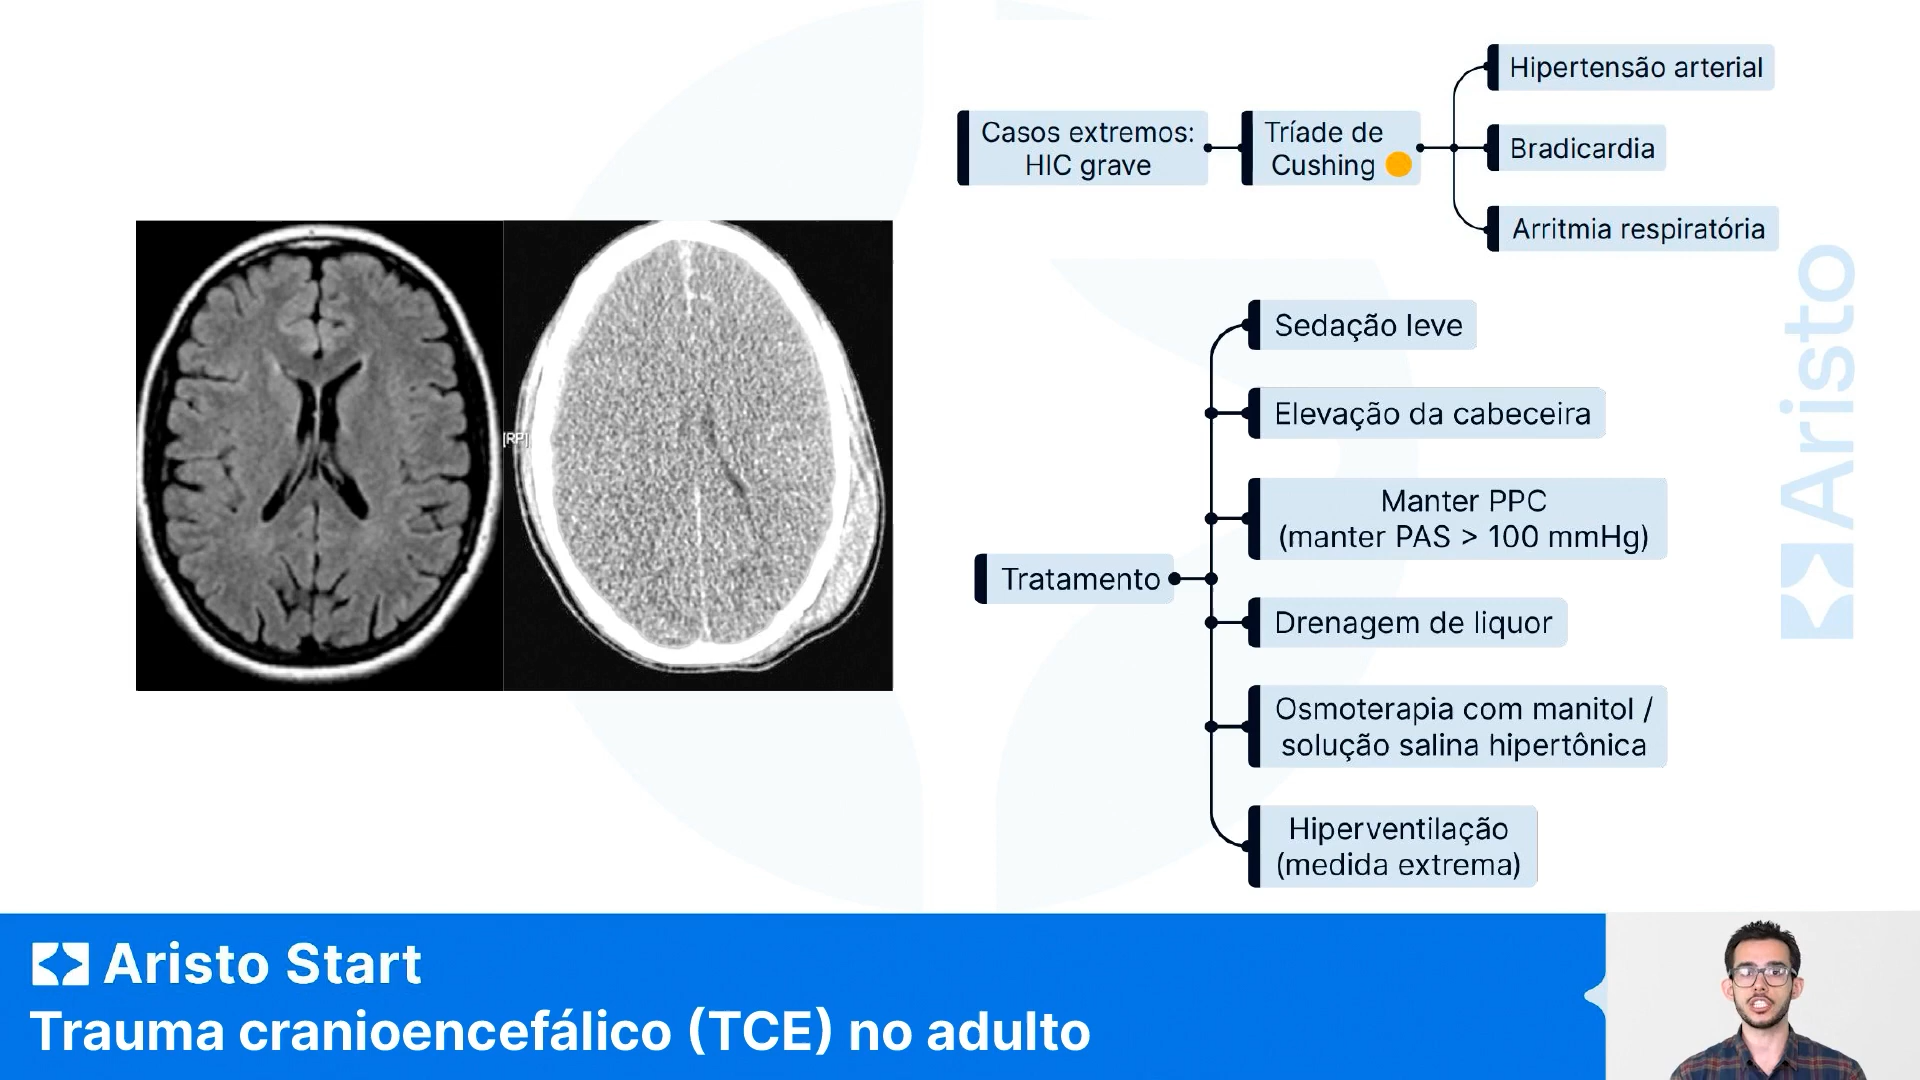 Casos extremos:
HIC grave
Tríade de
Cushing
Hipertensão arterial
Bradicardia
Arritmia respiratória
[RP]
Tratamento
Sedação leve
Elevação da cabeceira
Manter PPC
(manter PAS > 100 mmHg)
Drenagem de liquor
Osmoterapia com manitol /
solução salina hipertônica
Hiperventilação
(medida extrema)
Aristo
Aristo Start
Trauma cranioencefálico (TCE) no adulto